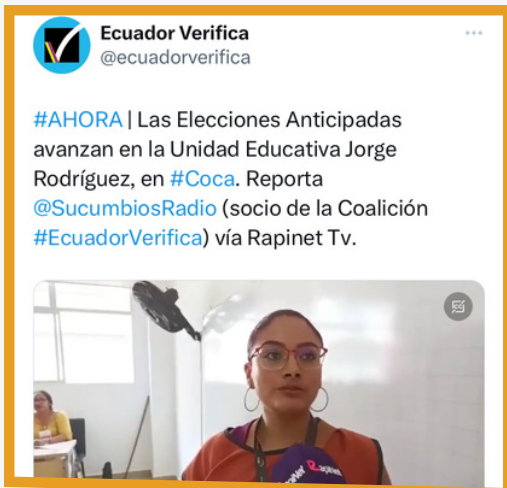 Ecuador Verifica
@ecuadorverifica
#AHORA | Las Elecciones Anticipadas
avanzan en la Unidad Educativa Jorge
Rodríguez, en #Coca. Reporta
@SucumbiosRadio (socio de la Coalición
#EcuadorVerifica) vía Rapinet Tv.
Rapinet